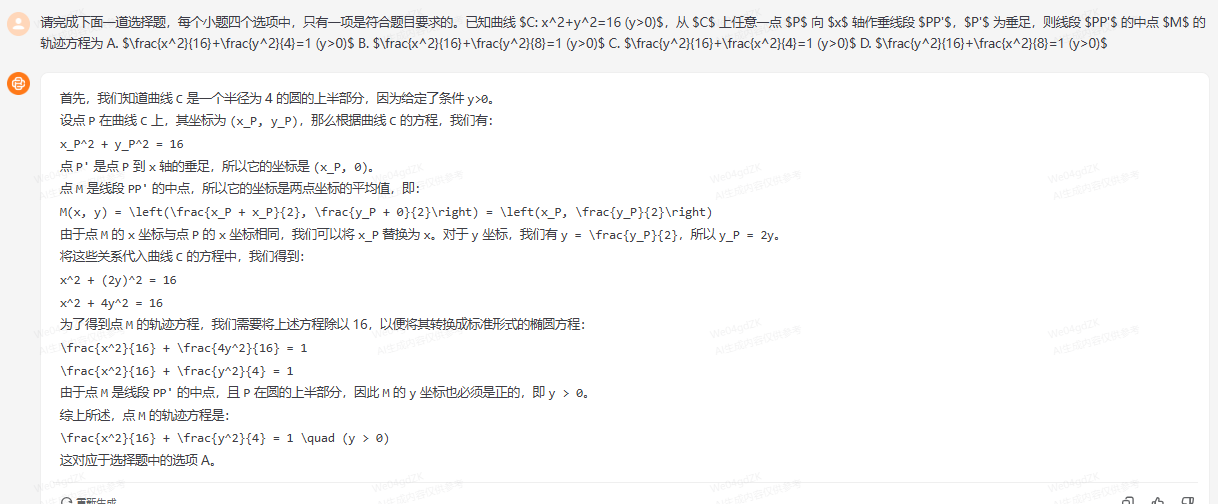 请完成下面一道选择题，每个小题四个选项中，只有一项是符合题目要求的。已知曲线 $C: x^2+y^2=16 (y>0)$，从 $C$ 上任意一点 $P$ 向 $x$ 轴作垂线段 $PP'$，$P'$ 为垂足，则线段 $PP'$ 的中点 $M$ 的
轨迹方程为 A. $\frac{x^2}{16}+\frac{y^2}{4}=1 (y>0)$ B. $\frac{x^2}{16}+\frac{y^2}{8}=1 (y>0)$ C. $\frac{y^2}{16}+\frac{x^2}{4}=1 (y>0)$ D. $\frac{y^2}{16}+\frac{x^2}{8}=1 (y>0)$
首先，我们知道曲线 C 是一个半径为 4 的圆的上半部分，因为给定了条件 y>0。
设点 P 在曲线 C 上，其坐标为 (x_P, y_P)，那么根据曲线 C 的方程，我们有：
x_P^2 + y_P^2 = 16
点 P' 是点 P 到 x 轴的垂足，所以它的坐标是 (x_P, 0)。
点 M 是线段 PP' 的中点，所以它的坐标是两点坐标的平均值，即：
M(x, y) = \left(\frac{x_P + x_P}{2}, \frac{y_P + 0}{2}\right) = \left(x_P, \frac{y_P}{2}\right)
由于点 M 的 x 坐标与点 P 的 x 坐标相同，我们可以将 x_P 替换为 x。对于 y 坐标，我们有 y = \frac{y_P}{2}，所以 y_P = 2y。
将这些关系代入曲线 C 的方程中，我们得到：
x^2 + (2y)^2 = 16
x^2 + 4y^2 = 16
为了得到点 M 的轨迹方程，我们需要将上述方程除以 16，以便将其转换成标准形式的椭圆方程：
\frac{x^2}{16} + \frac{4y^2}{16} = 1
\frac{x^2}{16} + \frac{y^2}{4} = 1
由于点 M 是线段 PP' 的中点，且 P 在圆的上半部分，因此 M 的 y 坐标也必须是正的，即 y > 0。
综上所述，点 M 的轨迹方程是：
\frac{x^2}{16} + \frac{y^2}{4} = 1 \quad (y > 0)
这对应于选择题中的选项 A。
重新生成